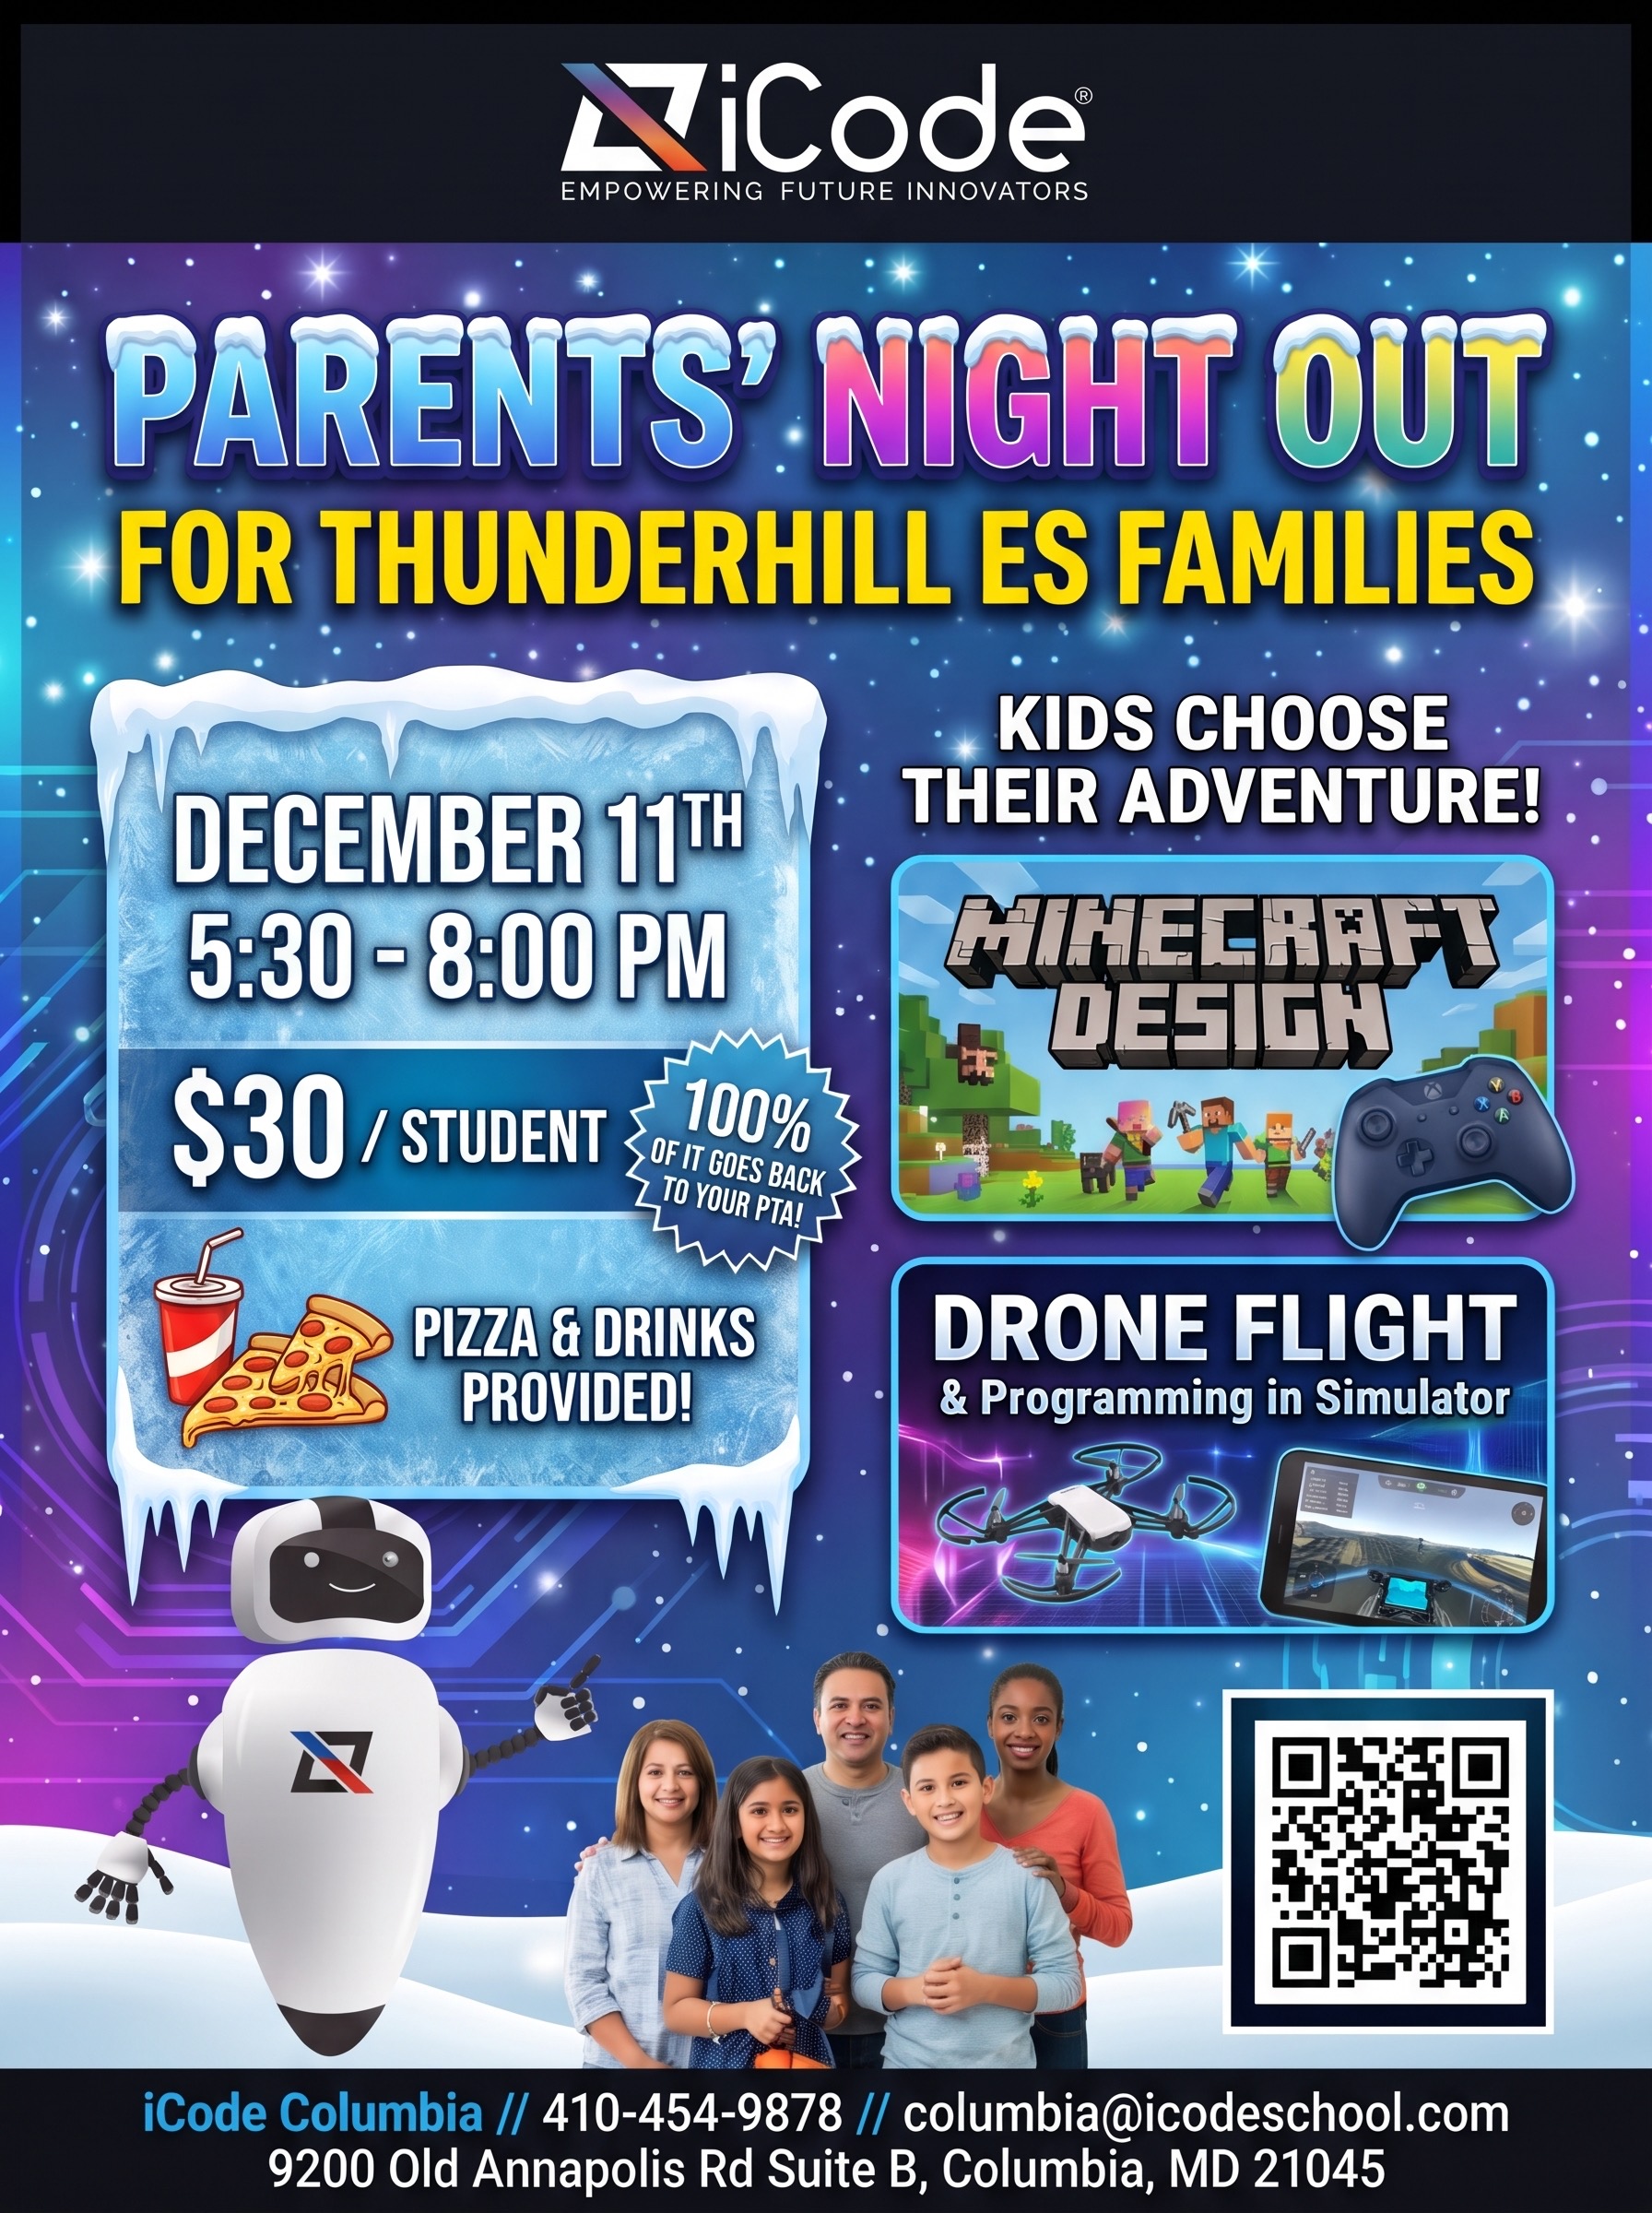 iCode®
EMPOWERING FUTURE INNOVATORS
PARENTS' NIGHT OUT
FOR THUNDERHILL ES FAMILIES
DECEMBER 11TH
5:30 - 8:00 PM
$30 / STUDENT
100%
OF IT GOES BACK
TO YOUR PTA!
PIZZA & DRINKS
PROVIDED!
KIDS CHOOSE
THEIR ADVENTURE!
MINECRAFT
DESIGN
Y
X B
A
DRONE FLIGHT
& Programming in Simulator
iCode Columbia // 410-454-9878 // columbia@icodeschool.com
9200 Old Annapolis Rd Suite B, Columbia, MD 21045